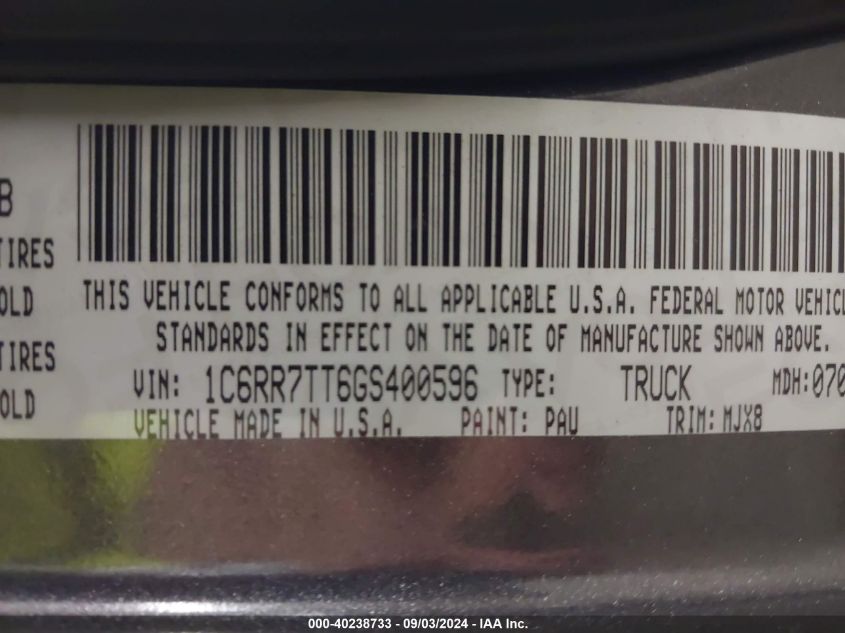 B
TIRES
OLD
TIRES
OLD
THIS VEHICLE CONFORMS TO ALL APPLICABLE U.S.A. FEDERAL MOTOR VEHICL
STANDARDS IN EFFECT ON THE DATE OF MANUFACTURE SHOWN ABOVE.
VIN: 1C6RR7TT6GS400596 TYPE: TRUCK MDH:070
VEHICLE MADE IN U.S.A. PAINT: PAU TRIM: MJX8
000-40238733 - 09/03/2024 - IAA Inc.